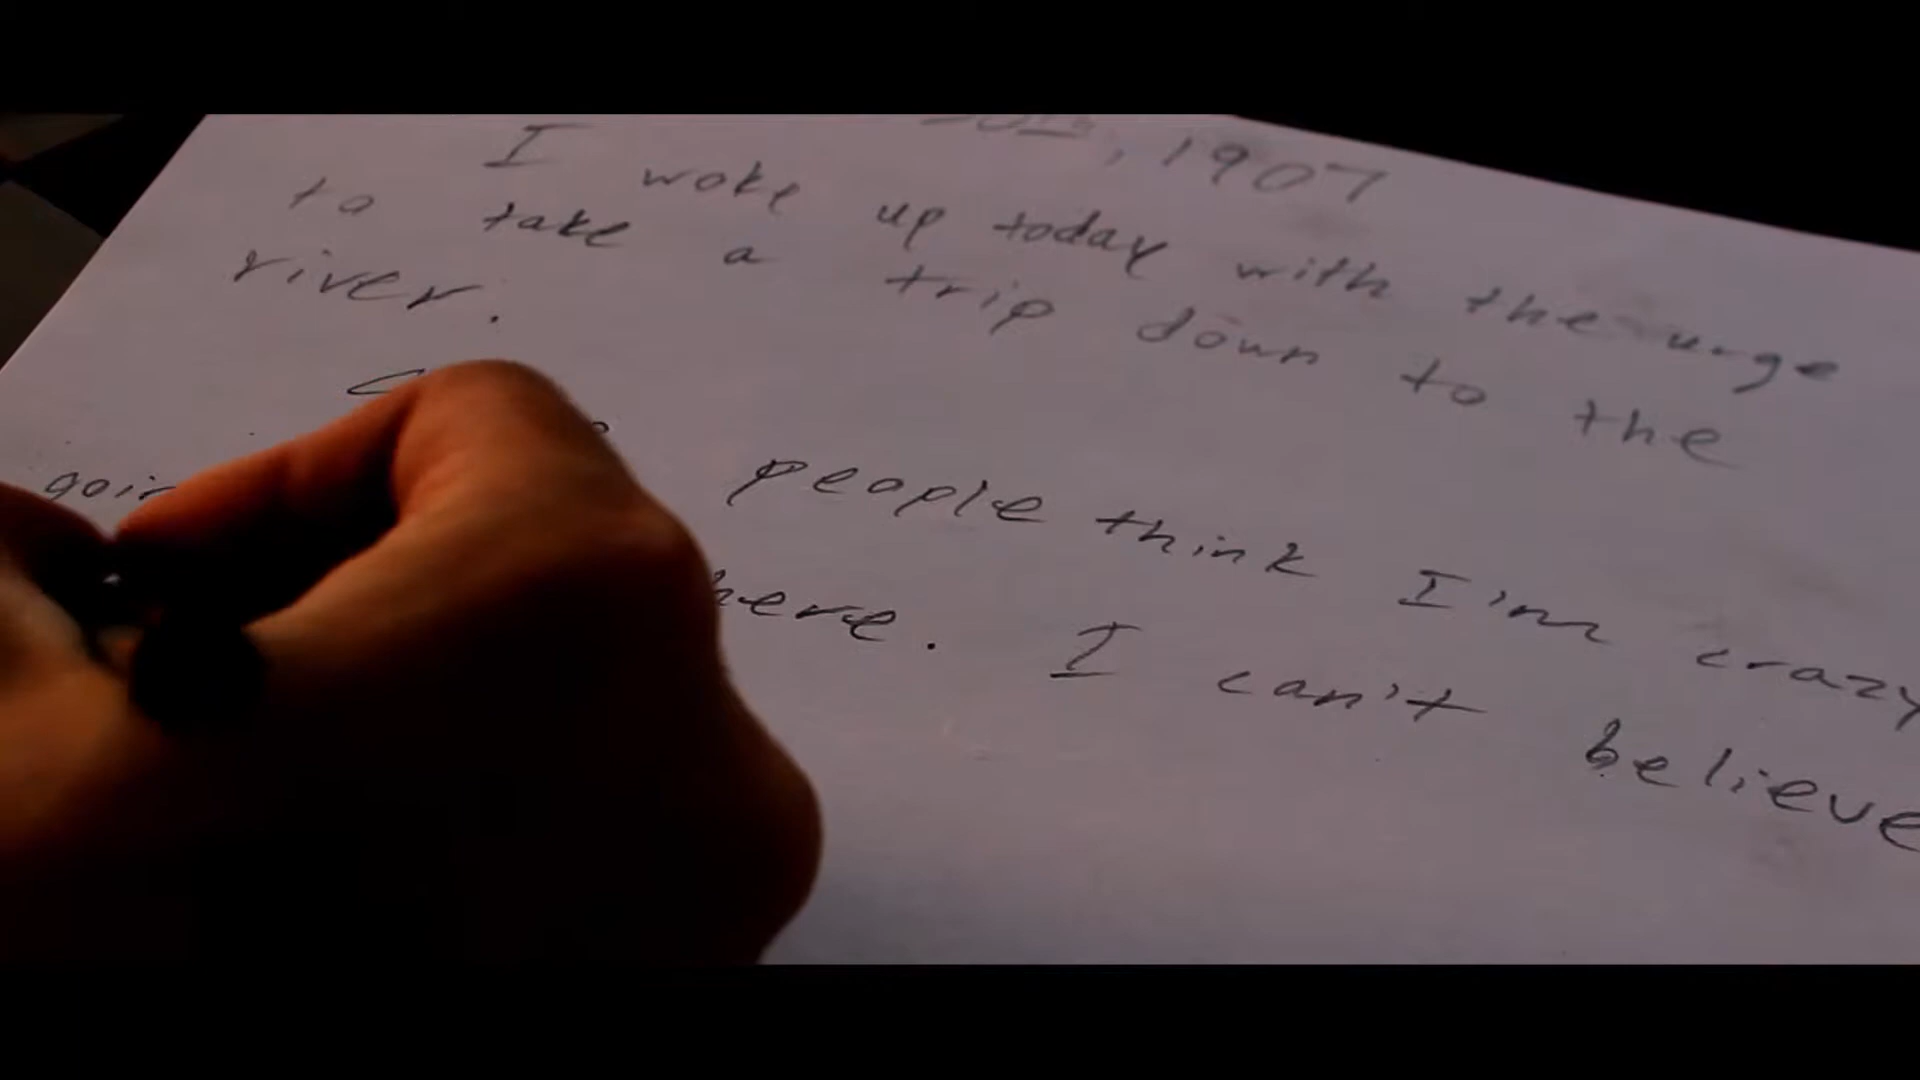 30th, 1907
I woke up today with the urge
to take a trip down to the
river.
people think I'm crazy
here. I can't believe